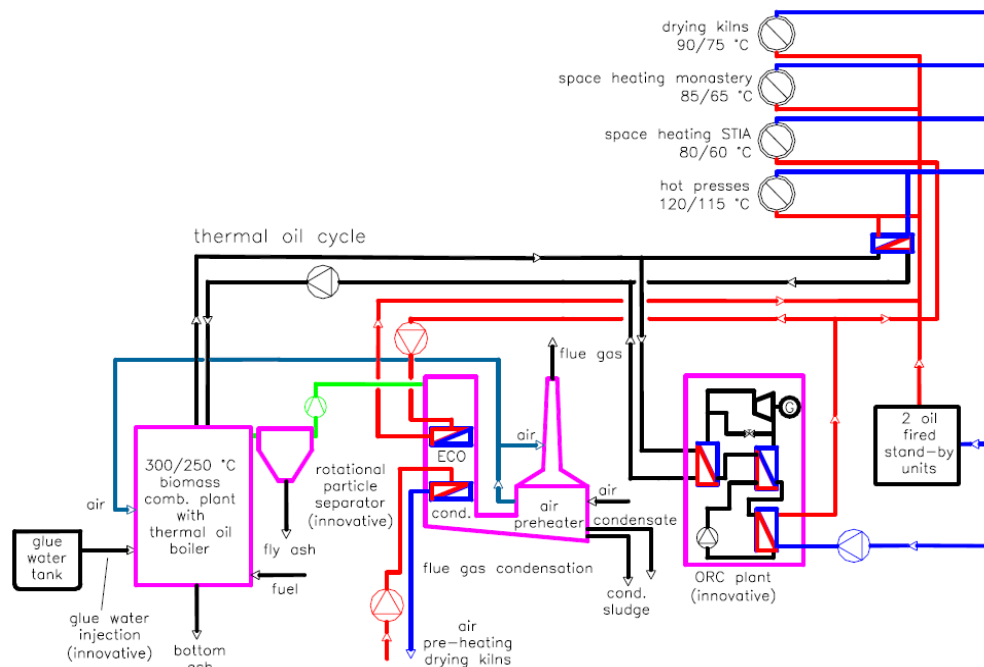 drying kilns
90/75 °C
space heating monastery
85/65 °C
space heating STIA
80/60 °C
hot presses
120/115 °C
thermal oil cycle
flue gas
G
2 oil
fired
stand-by
units
air
ECO
300/250 °C
biomass
comb. plant
with
thermal oil
boiler
rotational
particle
separator
(innovative)
cond.
air
air
preheater
air
condensate
glue
water
tank
fly ash
flue gas condensation
fuel
cond.
sludge
ORC plant
(innovative)
glue water
injection
(innovative)
bottom
air
pre-heating
drying kilns